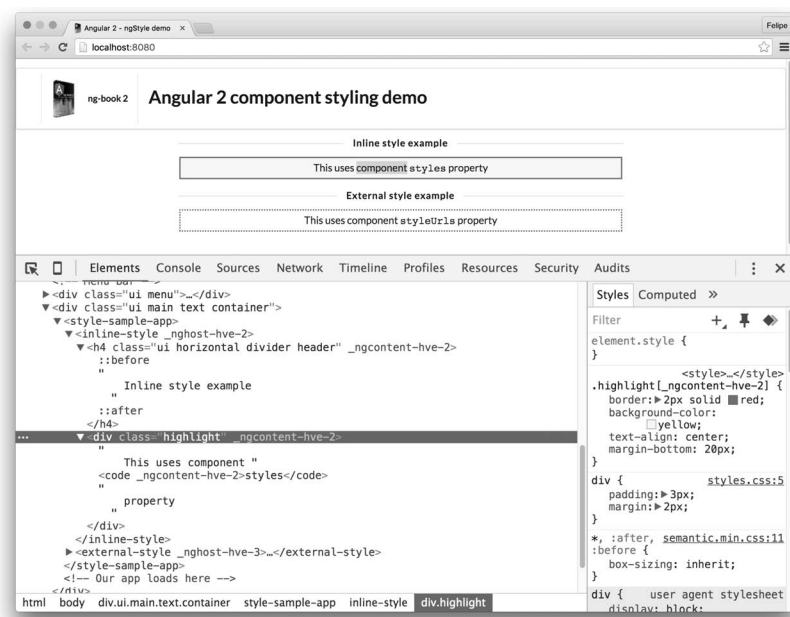 Angular 2 - ngStyle demo ×
Felipe
localhost:8080
ng-book 2
Angular 2 component styling demo
Inline style example
This uses component styles property
External style example
This uses component styleUrls property
Elements Console Sources Network Timeline Profiles Resources Security Audits
<!-- Menu bar -->
▶<div class="ui menu">…</div>
▼<div class="ui main text container">
▼<style-sample-app>
▼<inline-style _nghost-hve-2>
▼<h4 class="ui horizontal divider header" _ngcontent-hve-2>
::before
"
Inline style example
"
::after
</h4>
… ▼<div class="highlight" _ngcontent-hve-2>
"
This uses component "
<code _ngcontent-hve-2>styles</code>
"
property
"
</div>
</inline-style>
▶<external-style _nghost-hve-3>…</external-style>
</style-sample-app>
<!-- Our app loads here -->
</div>
html body div.ui.main.text.container style-sample-app inline-style div.highlight
Styles Computed »
Filter
element.style {
}
<style>…</style>
.highlight[_ngcontent-hve-2] {
border:▶2px solid red;
background-color:
yellow;
text-align: center;
margin-bottom: 20px;
}
div { styles.css:5
padding:▶3px;
margin:▶2px;
}
*, :after, semantic.min.css:11
:before {
box-sizing: inherit;
}
div { user agent stylesheet
display: block;